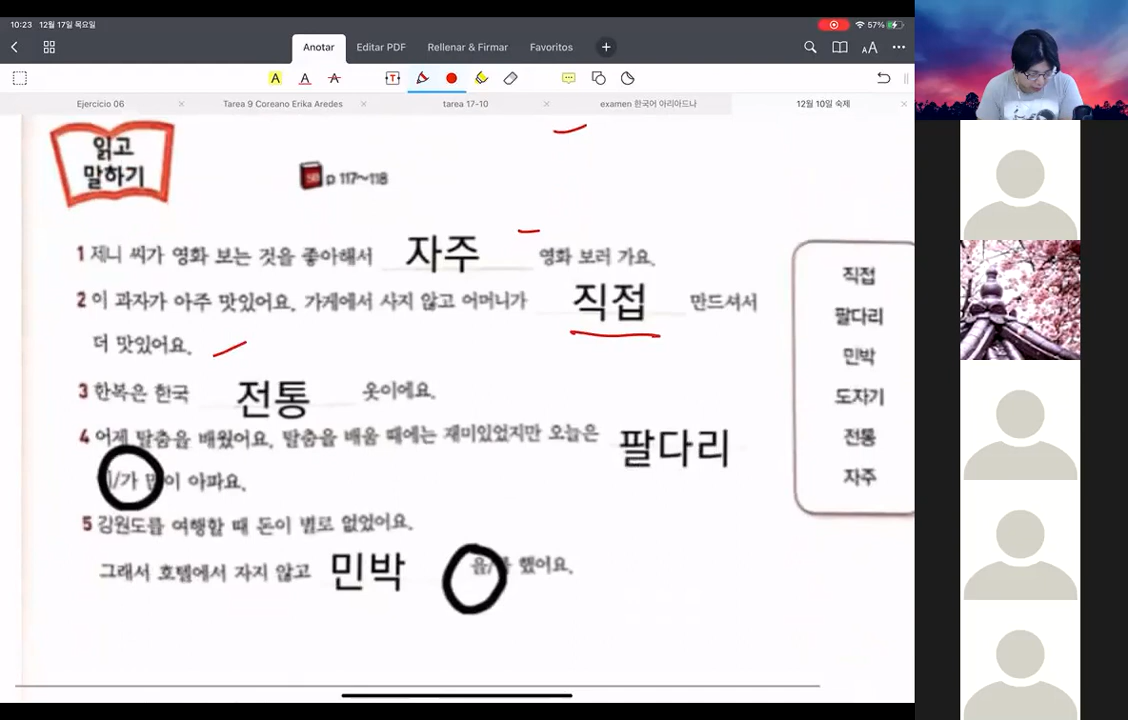 10:23 12월 17일 목요일
57%
Anotar Editar PDF Rellenar & Firmar Favoritos
A A A T
Ejercicio 06 Tarea 9 Coreano Erika Aredes tarea 17-10 examen 한국어 아리아드나 12월 10일 숙제
읽고
말하기
p 117~118
1 제니 씨가 영화 보는 것을 좋아해서 자주 영화 보러 가요.
2 이 과자가 아주 맛있어요. 가게에서 사지 않고 어머니가 직접 만드셔서
더 맛있어요.
3 한복은 한국 전통 옷이에요.
4 어제 탈춤을 배웠어요. 탈춤을 배울 때에는 재미있었지만 오늘은 팔다리
/가 이 아파요.
5 강원도를 여행할 때 돈이 별로 없었어요.
그래서 호텔에서 자지 않고 민박 을/ 했어요.
직접
팔다리
민박
도자기
전통
자주